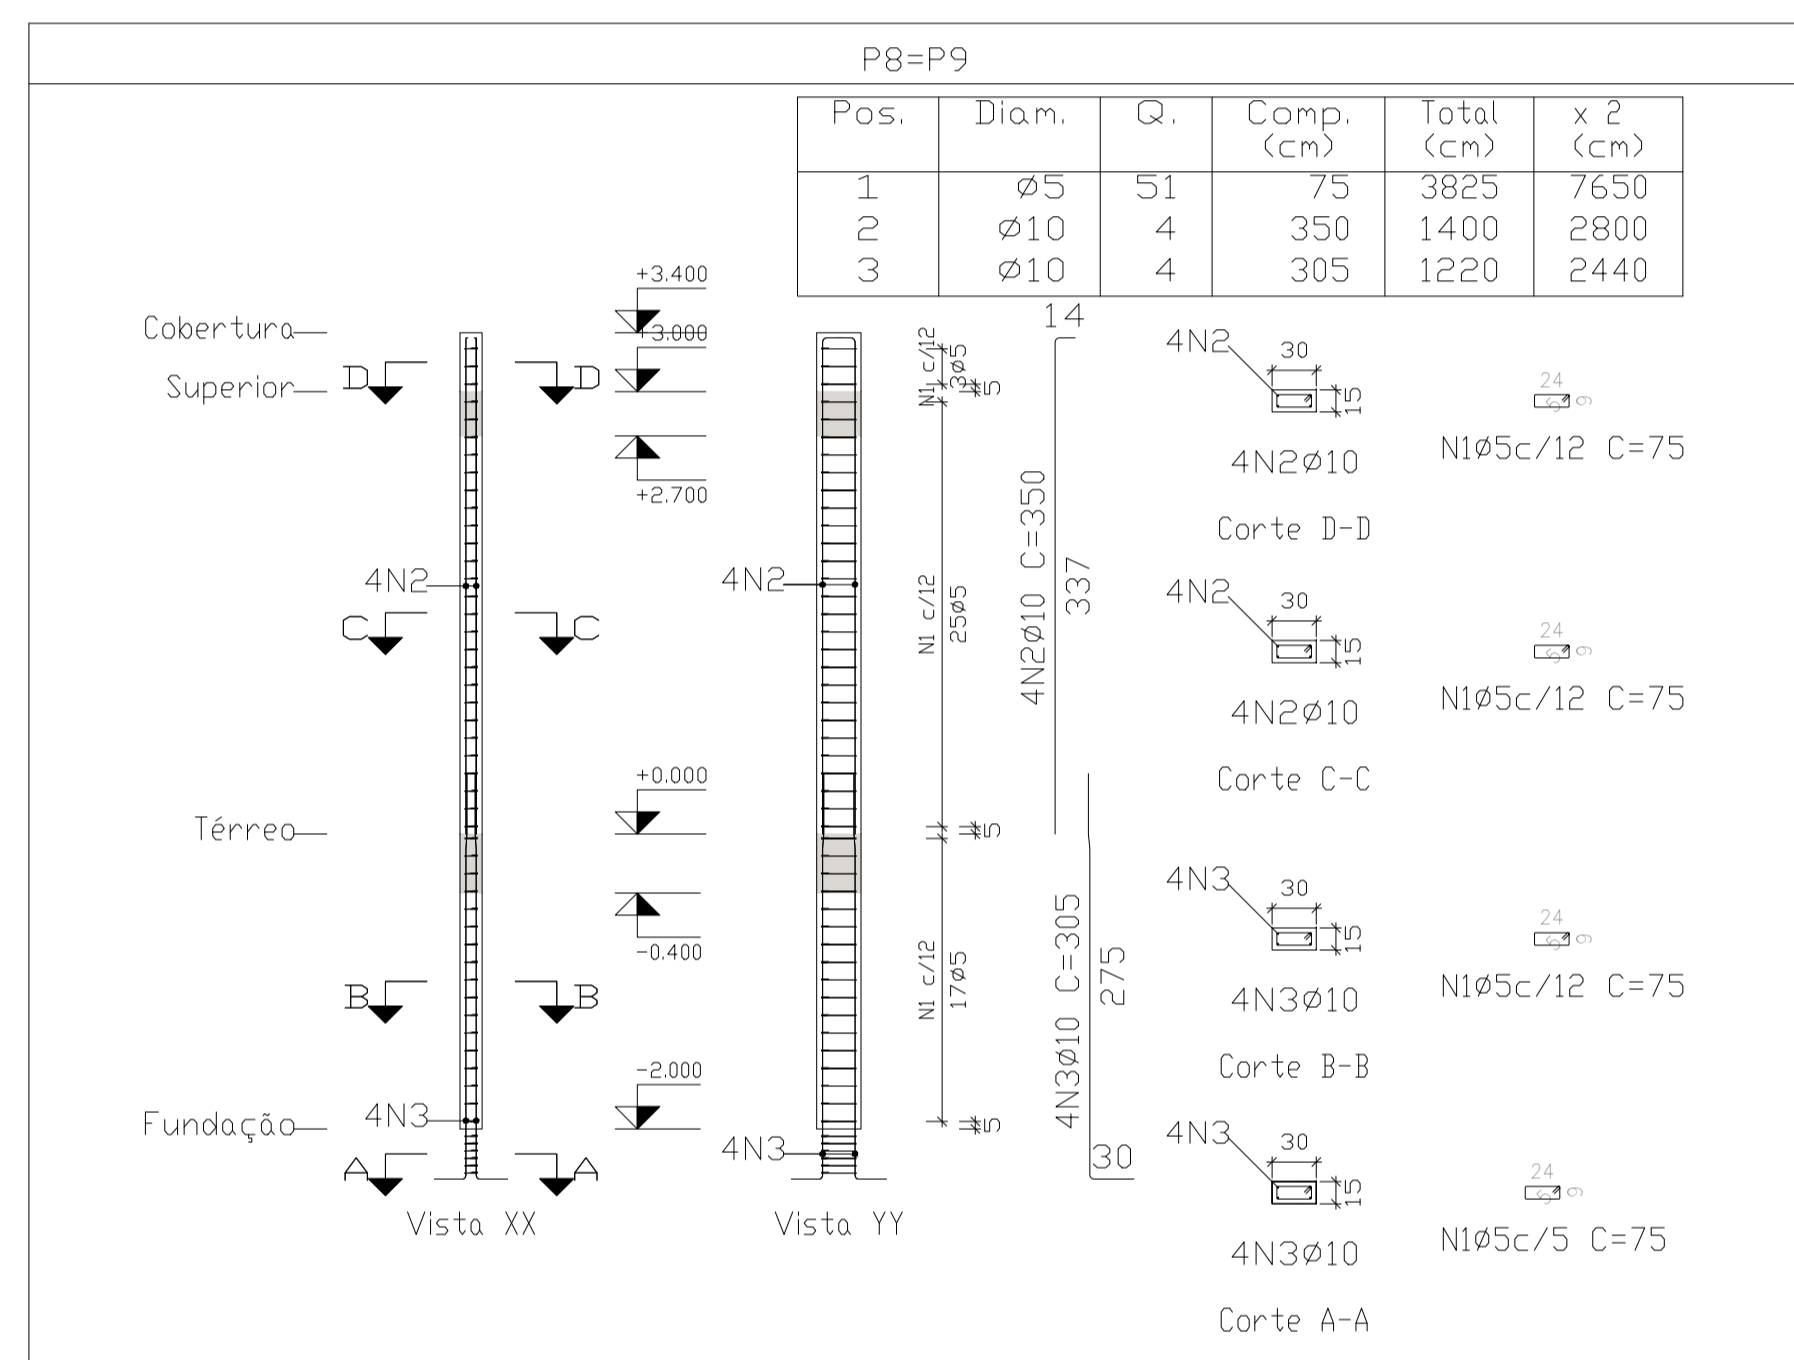 P8=P9
Pos. Diam. Q. Comp. (cm) Total (cm) x 2 (cm)
1 Ø5 51 75 3825 7650
2 Ø10 4 350 1400 2800
3 Ø10 4 305 1220 2440
Cobertura
Superior
Térreo
Fundação
D D
C C
B B
A A
4N2
4N3
Vista XX
+3.400
+3.000
+2.700
+0.000
-0.400
-2.000
4N2
4N3
Vista YY
N1 c/12
3ø5
5
N1 c/12
25ø5
5
N1 c/12
17ø5
5
14
4N2Ø10 C=350
337
4N3Ø10 C=305
275
30
4N2
30
15
4N2Ø10
Corte D-D
24
5
9
N1Ø5c/12 C=75
4N2
30
15
4N2Ø10
Corte C-C
24
5
9
N1Ø5c/12 C=75
4N3
30
15
4N3Ø10
Corte B-B
24
5
9
N1Ø5c/12 C=75
4N3
30
15
4N3Ø10
Corte A-A
24
5
9
N1Ø5c/5 C=75